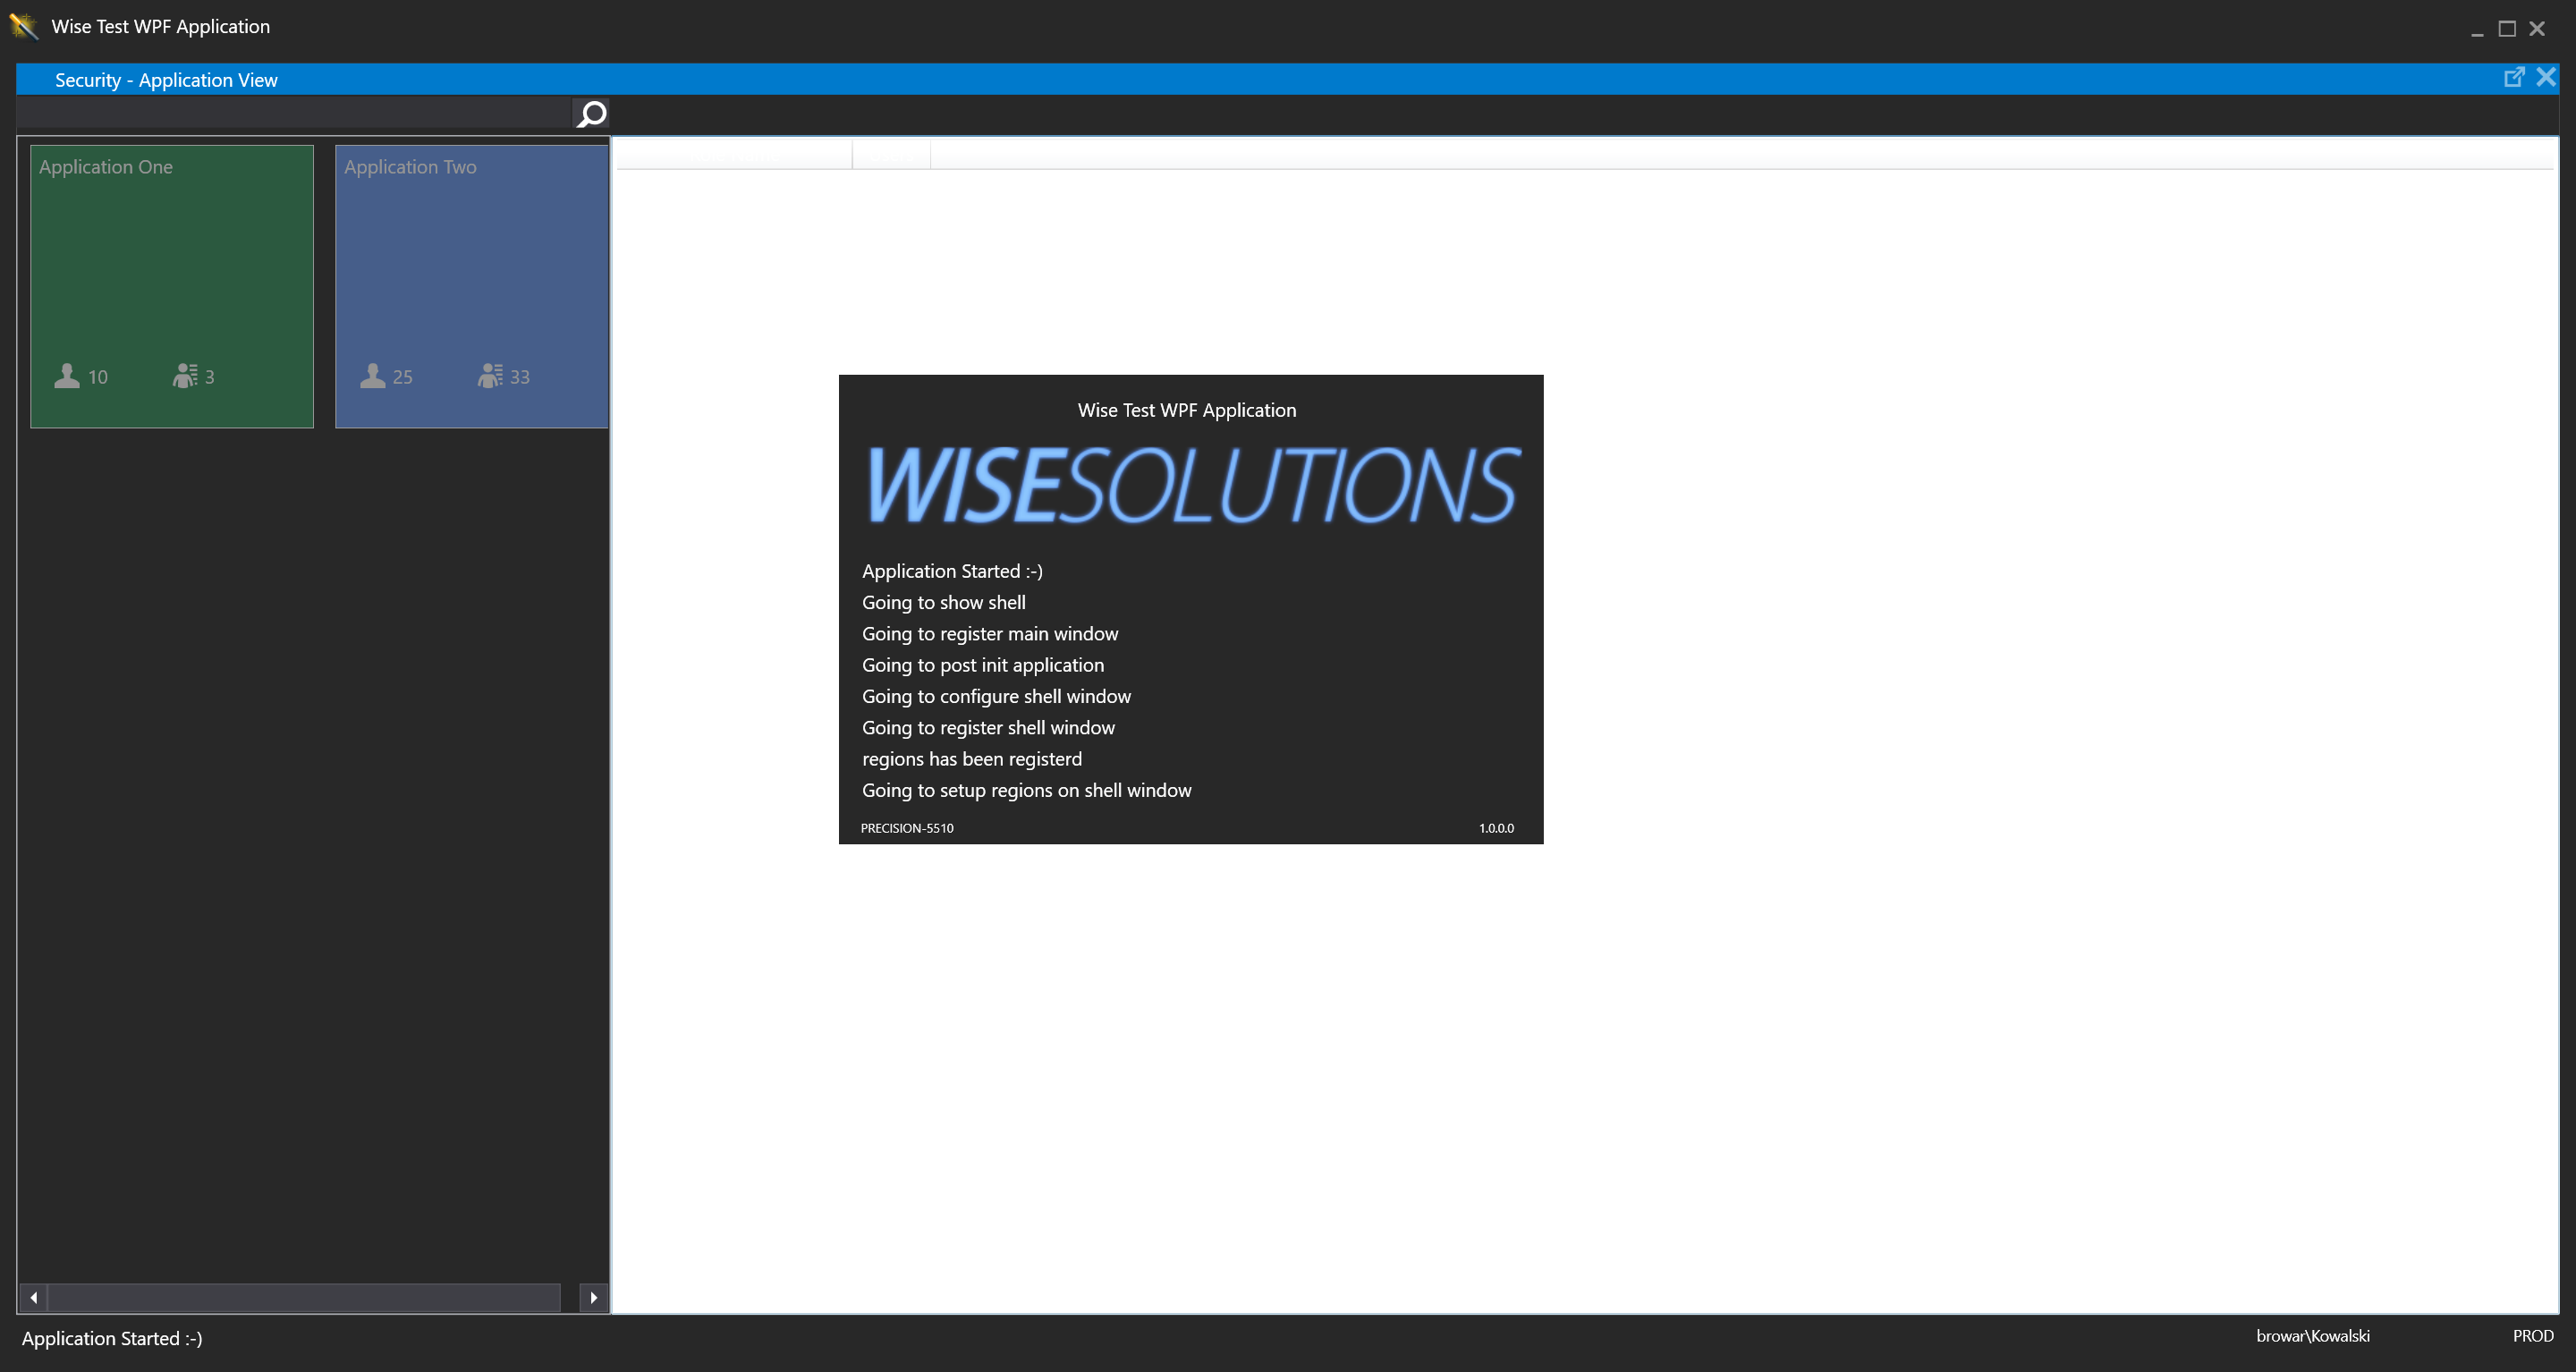 Wise Test WPF Application
Security - Application View
Application One
Application Two
10
3
25
33
Wise Test WPF Application
WISESOLUTIONS
Application Started :-)
Going to show shell
Going to register main window
Going to post init application
Going to configure shell window
Going to register shell window
regions has been registerd
Going to setup regions on shell window
PRECISION-5510
1.0.0.0
Application Started :-)
browar\Kowalski
PROD